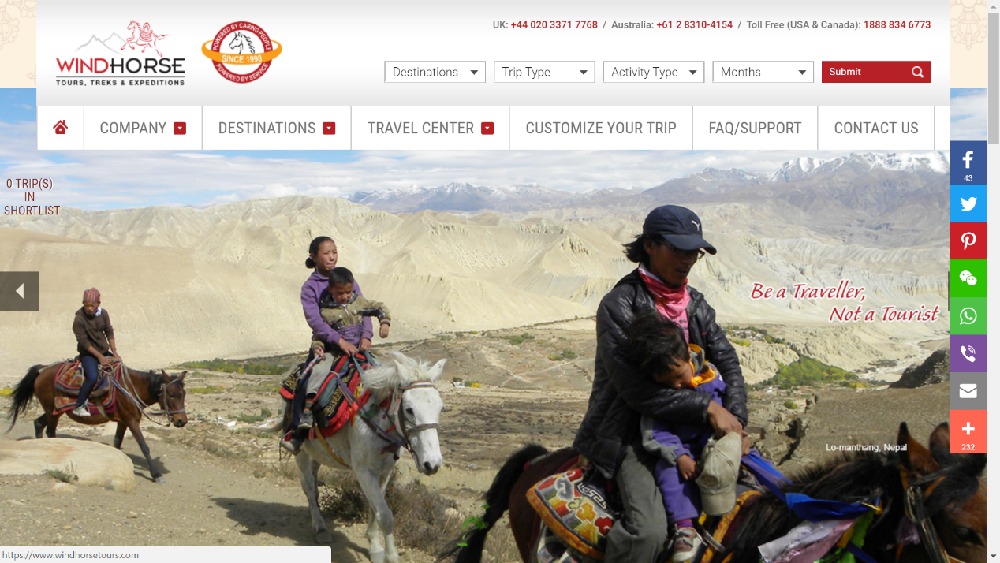 UK: +44 020 3371 7768 / Australia: +61 2 8310-4154 / Toll Free (USA & Canada): 1888 834 6773
WINDHORSE
TOURS, TREKS & EXPEDITIONS
POWERED BY CARING PEOPLE
SINCE 1998
POWERED BY SERVICE
Destinations
Trip Type
Activity Type
Months
Submit
COMPANY
DESTINATIONS
TRAVEL CENTER
CUSTOMIZE YOUR TRIP
FAQ/SUPPORT
CONTACT US
0 TRIP(S)
IN
SHORTLIST
43
Be a Traveller,
Not a Tourist
Lo-manthang, Nepal
232
https://www.windhorsetours.com